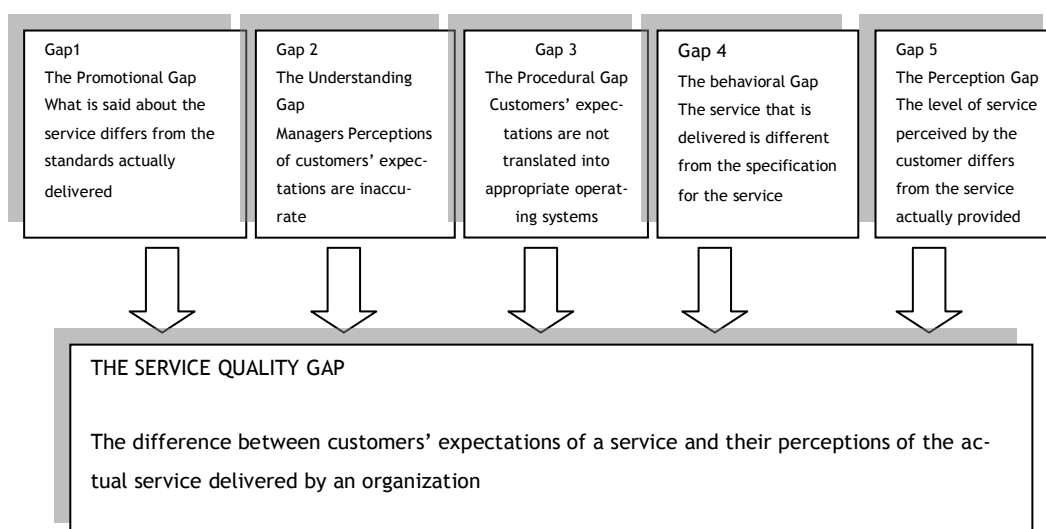 Gap1
The Promotional Gap
What is said about the
service differs from the
standards actually
delivered
Gap 2
The Understanding
Gap
Managers Perceptions
of customers’ expec-
tations are inaccu-
rate
Gap 3
The Procedural Gap
Customers’ expec-
tations are not
translated into
appropriate operat-
ing systems
Gap 4
The behavioral Gap
The service that is
delivered is different
from the specification
for the service
Gap 5
The Perception Gap
The level of service
perceived by the
customer differs
from the service
actually provided
THE SERVICE QUALITY GAP
The difference between customers’ expectations of a service and their perceptions of the ac-
tual service delivered by an organization